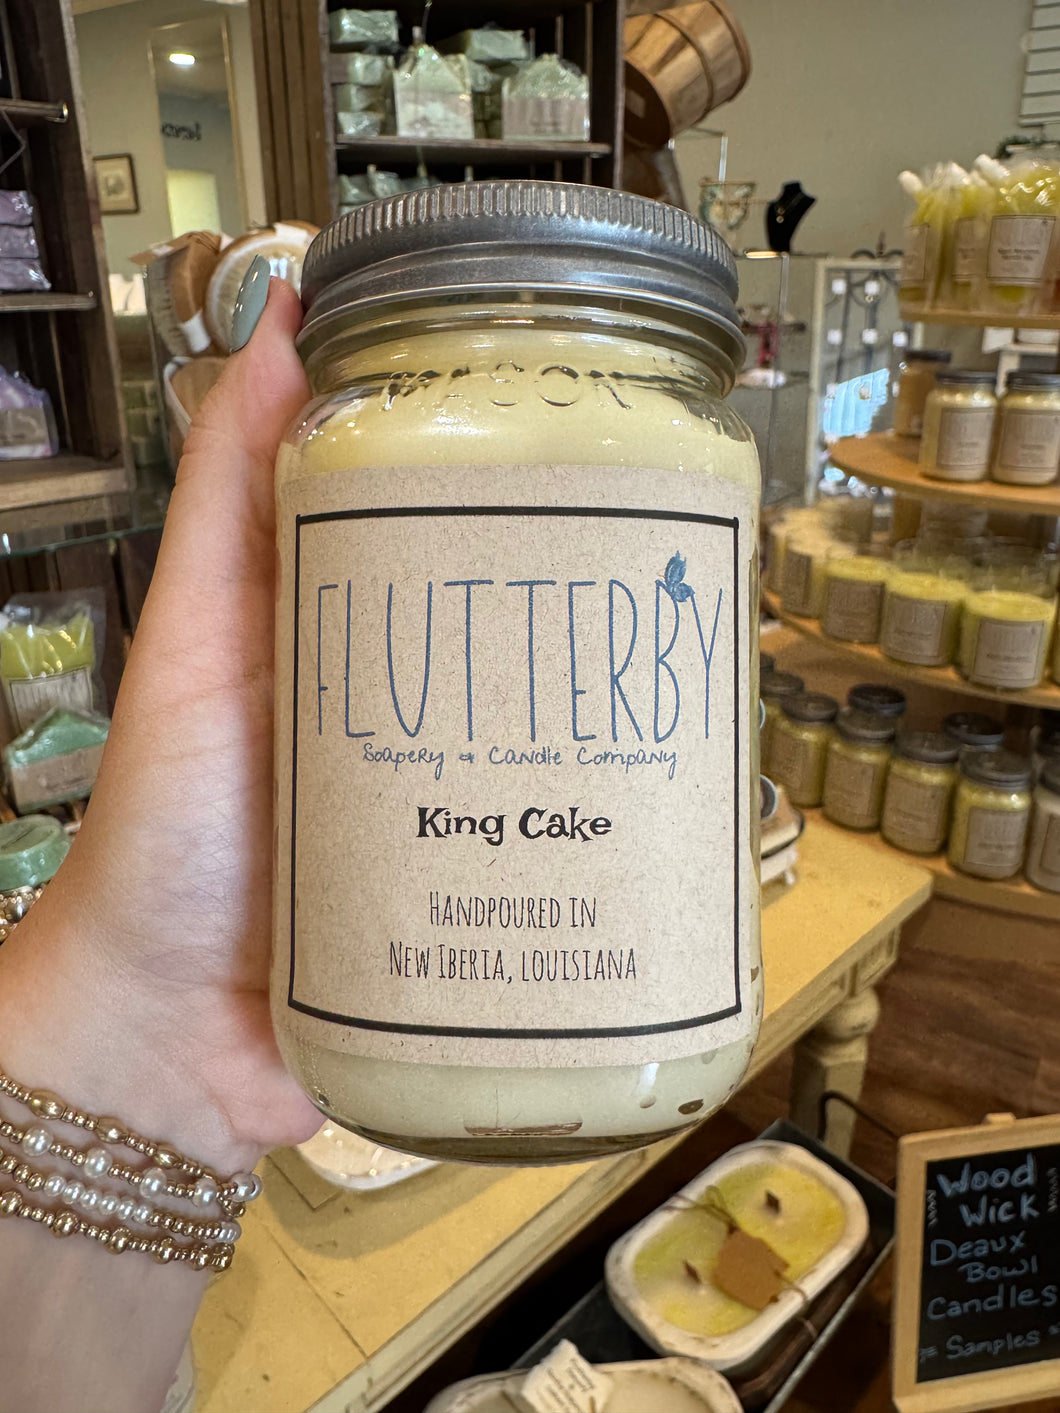 MASON
FLUTTERBY
Soapery & Candle Company
King Cake
Handpoured in
New Iberia, Louisiana
Wood
Wick
Deaux
Bowl
Candles
Samples